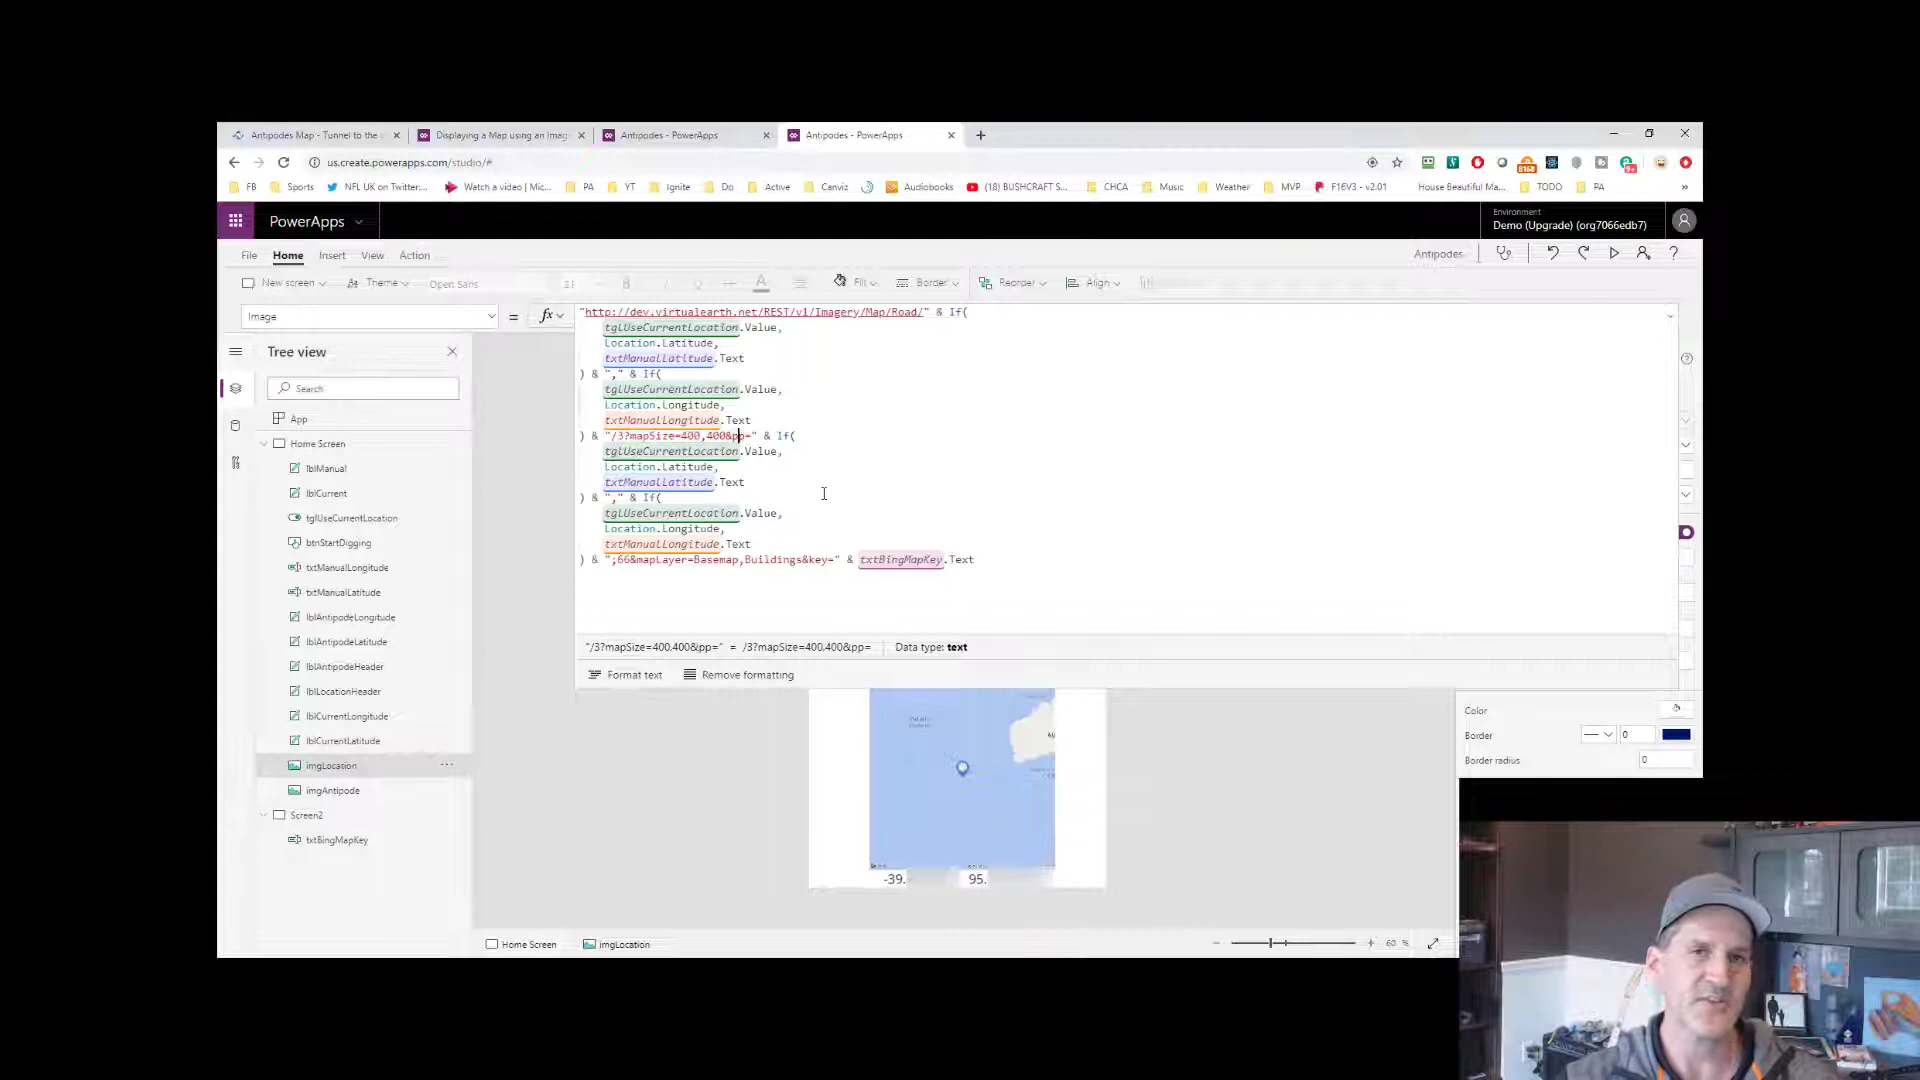 Antipodes Map - Tunnel to the
Displaying a Map using an Imag
Antipodes - PowerApps
Antipodes - PowerApps
us.create.powerapps.com/studio/#
FB
Sports
NFL UK on Twitter:...
Watch a video | Mic...
PA
YT
Ignite
Do
Active
Canviz
Audiobooks
(18) BUSHCRAFT S...
CHCA
Music
Weather
MVP
F16V3 - v2.01
House Beautiful Ma...
TODO
PA
»
PowerApps
Environment
Demo (Upgrade) (org7066edb7)
File
Home
Insert
View
Action
Antipodes
New screen
Theme
Open Sans
Fill
Border
Reorder
Align
Image
= fx
Tree view
Search
App
Home Screen
lblManual
lblCurrent
tglUseCurrentLocation
btnStartDigging
txtManualLongitude
txtManualLatitude
lblAntipodeLongitude
lblAntipodeLatitude
lblAntipodeHeader
lblLocationHeader
lblCurrentLongitude
lblCurrentLatitude
imgLocation
imgAntipode
Screen2
txtBingMapKey
"http://dev.virtualearth.net/REST/v1/Imagery/Map/Road/" & If(
tglUseCurrentLocation.Value,
Location.Latitude,
txtManualLatitude.Text
) & "," & If(
tglUseCurrentLocation.Value,
Location.Longitude,
txtManualLongitude.Text
) & "/3?mapSize=400,400&pp=" & If(
tglUseCurrentLocation.Value,
Location.Latitude,
txtManualLatitude.Text
) & "," & If(
tglUseCurrentLocation.Value,
Location.Longitude,
txtManualLongitude.Text
) & ";66&mapLayer=Basemap,Buildings&key=" & txtBingMapKey.Text
"/3?mapSize=400,400&pp=" = /3?mapSize=400,400&pp=
Data type: text
Format text
Remove formatting
-39.
95.
Color
Border
0
Border radius
0
Home Screen
imgLocation
60 %